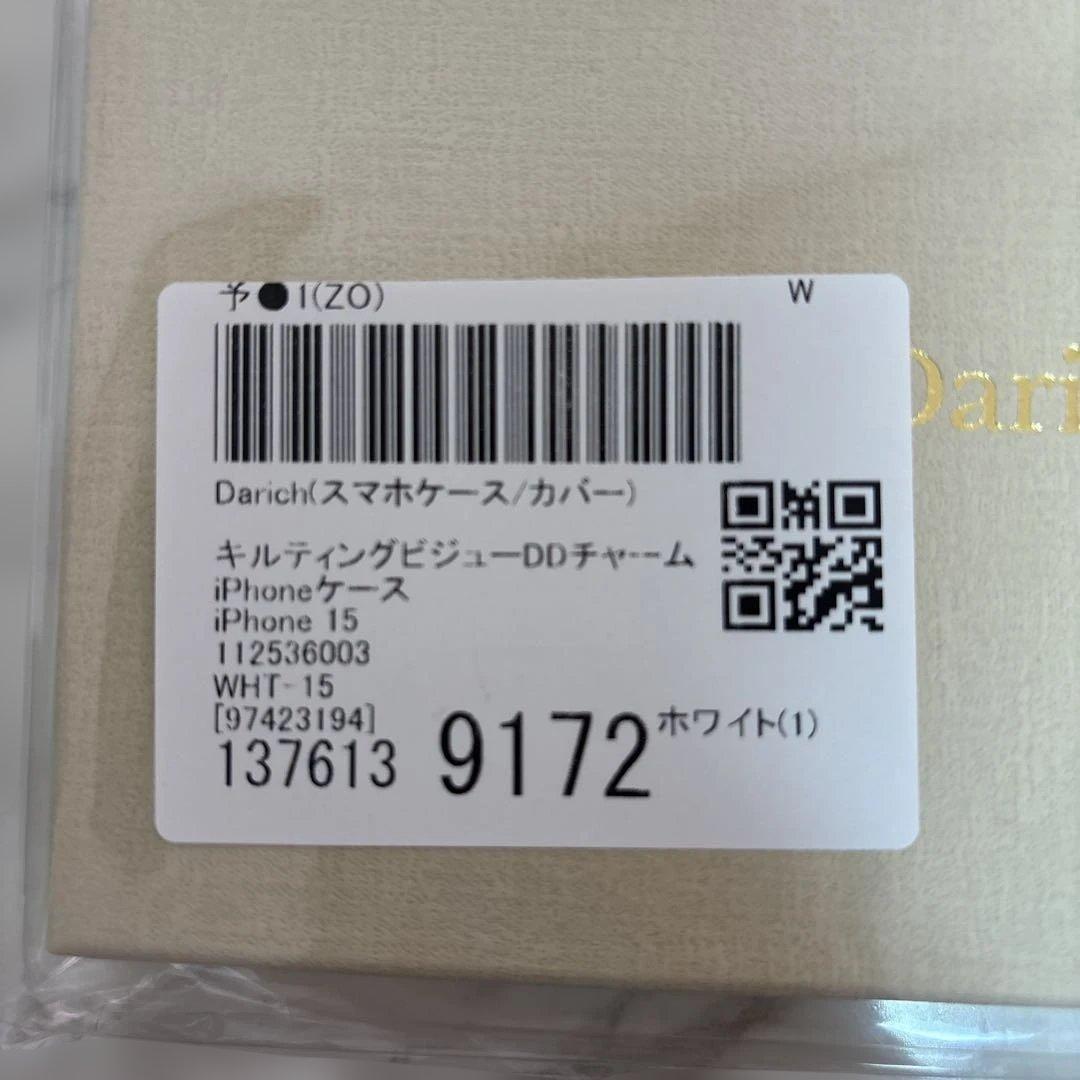 予●1(ZO) W
Darich(スマホケース/カバー)
キルティングビジューDDチャーム
iPhoneケース
iPhone 15
112536003
WHT-15
[97423194]
137613 9172 ホワイト(1)
Dari